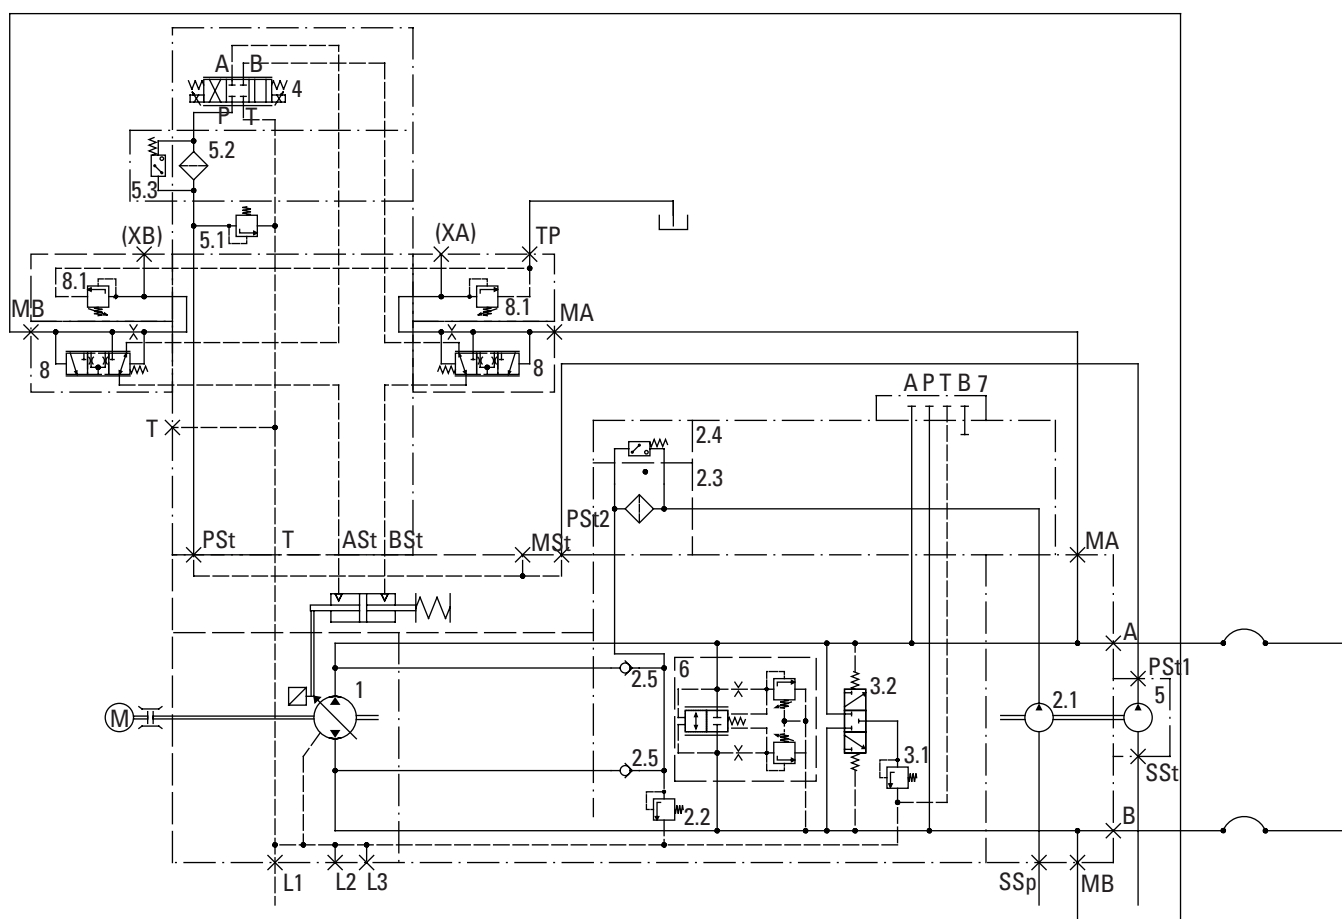 A B
4
P T
5.2
5.3
5.1
(XB) (XA) TP
8.1 8.1
MB MA
8 8
A P T B 7
T
2.4
2.3
PSt2
PSt T ASt BSt MSt MA
A
6
1 2.5 3.2 PSt1
M 2.1 5
2.5 3.1
SSt
2.2 B
L1 L2 L3 SSp MB